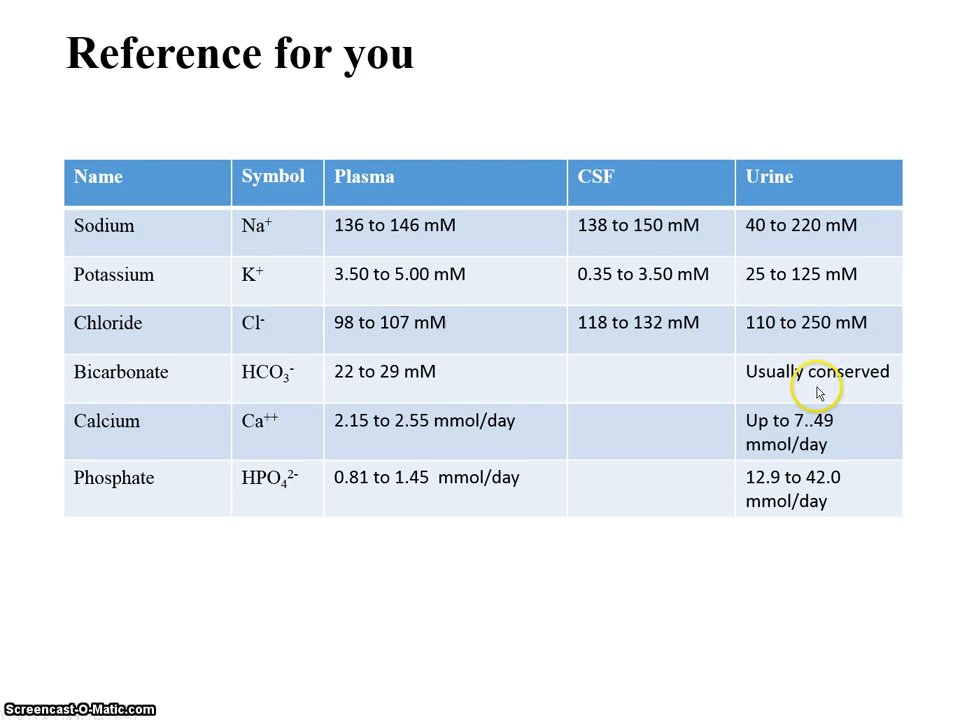 Reference for you
Name Symbol Plasma CSF Urine
Sodium Na⁺ 136 to 146 mM 138 to 150 mM 40 to 220 mM
Potassium K⁺ 3.50 to 5.00 mM 0.35 to 3.50 mM 25 to 125 mM
Chloride Cl⁻ 98 to 107 mM 118 to 132 mM 110 to 250 mM
Bicarbonate HCO₃⁻ 22 to 29 mM Usually conserved
Calcium Ca⁺⁺ 2.15 to 2.55 mmol/day Up to 7..49
mmol/day
Phosphate HPO₄²⁻ 0.81 to 1.45 mmol/day 12.9 to 42.0
mmol/day
Screencast-O-Matic.com